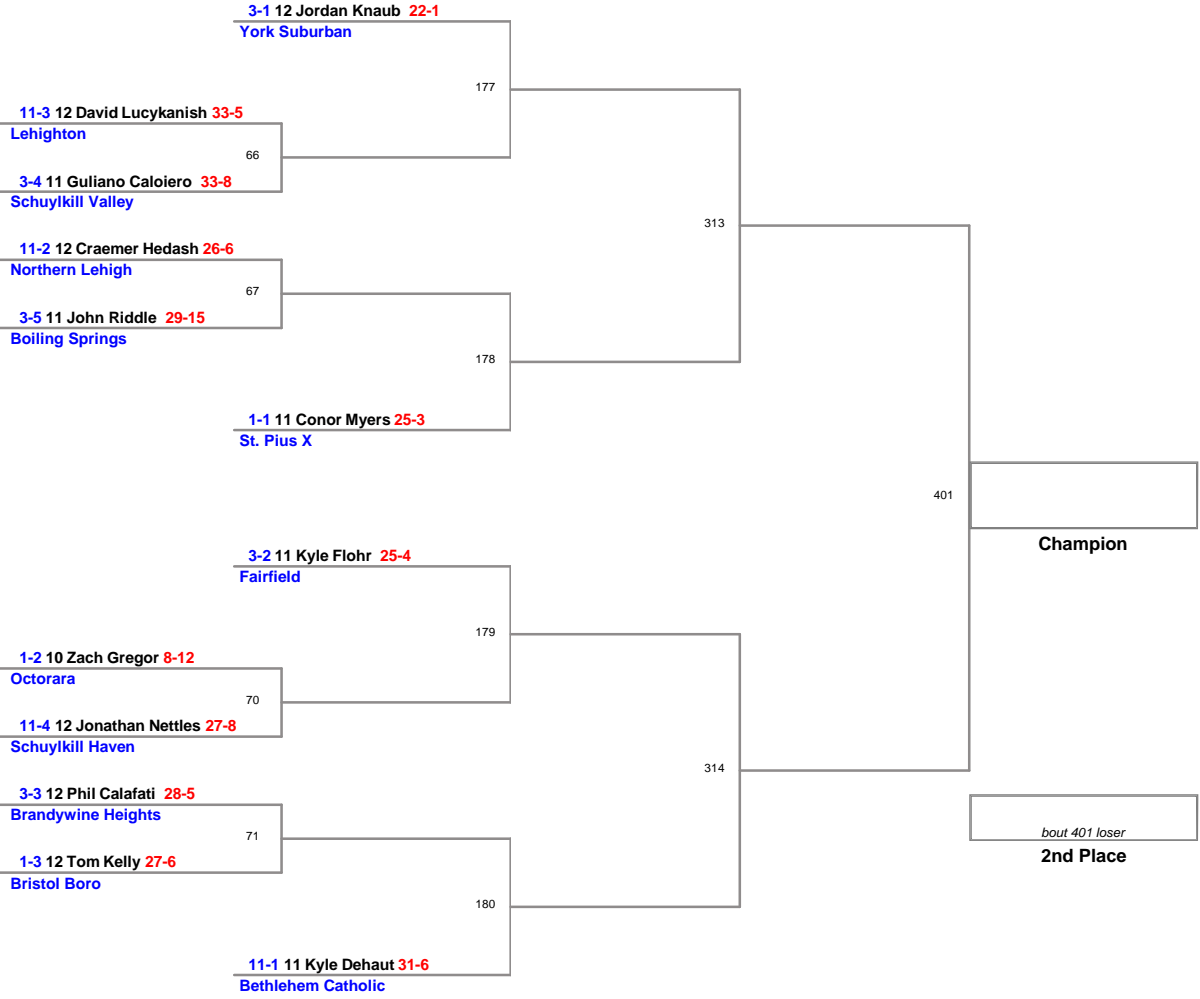 3-1 12 Jordan Knaub 22-1
York Suburban
177
11-3 12 David Lucykanish 33-5
Lehighton
66
3-4 11 Guliano Caloiero 33-8
Schuylkill Valley
313
11-2 12 Craemer Hedash 26-6
Northern Lehigh
67
3-5 11 John Riddle 29-15
Boiling Springs
178
1-1 11 Conor Myers 25-3
St. Pius X
401
Champion
3-2 11 Kyle Flohr 25-4
Fairfield
179
1-2 10 Zach Gregor 8-12
Octorara
70
11-4 12 Jonathan Nettles 27-8
Schuylkill Haven
314
3-3 12 Phil Calafati 28-5
Brandywine Heights
71
bout 401 loser
2nd Place
1-3 12 Tom Kelly 27-6
Bristol Boro
180
11-1 11 Kyle Dehaut 31-6
Bethlehem Catholic